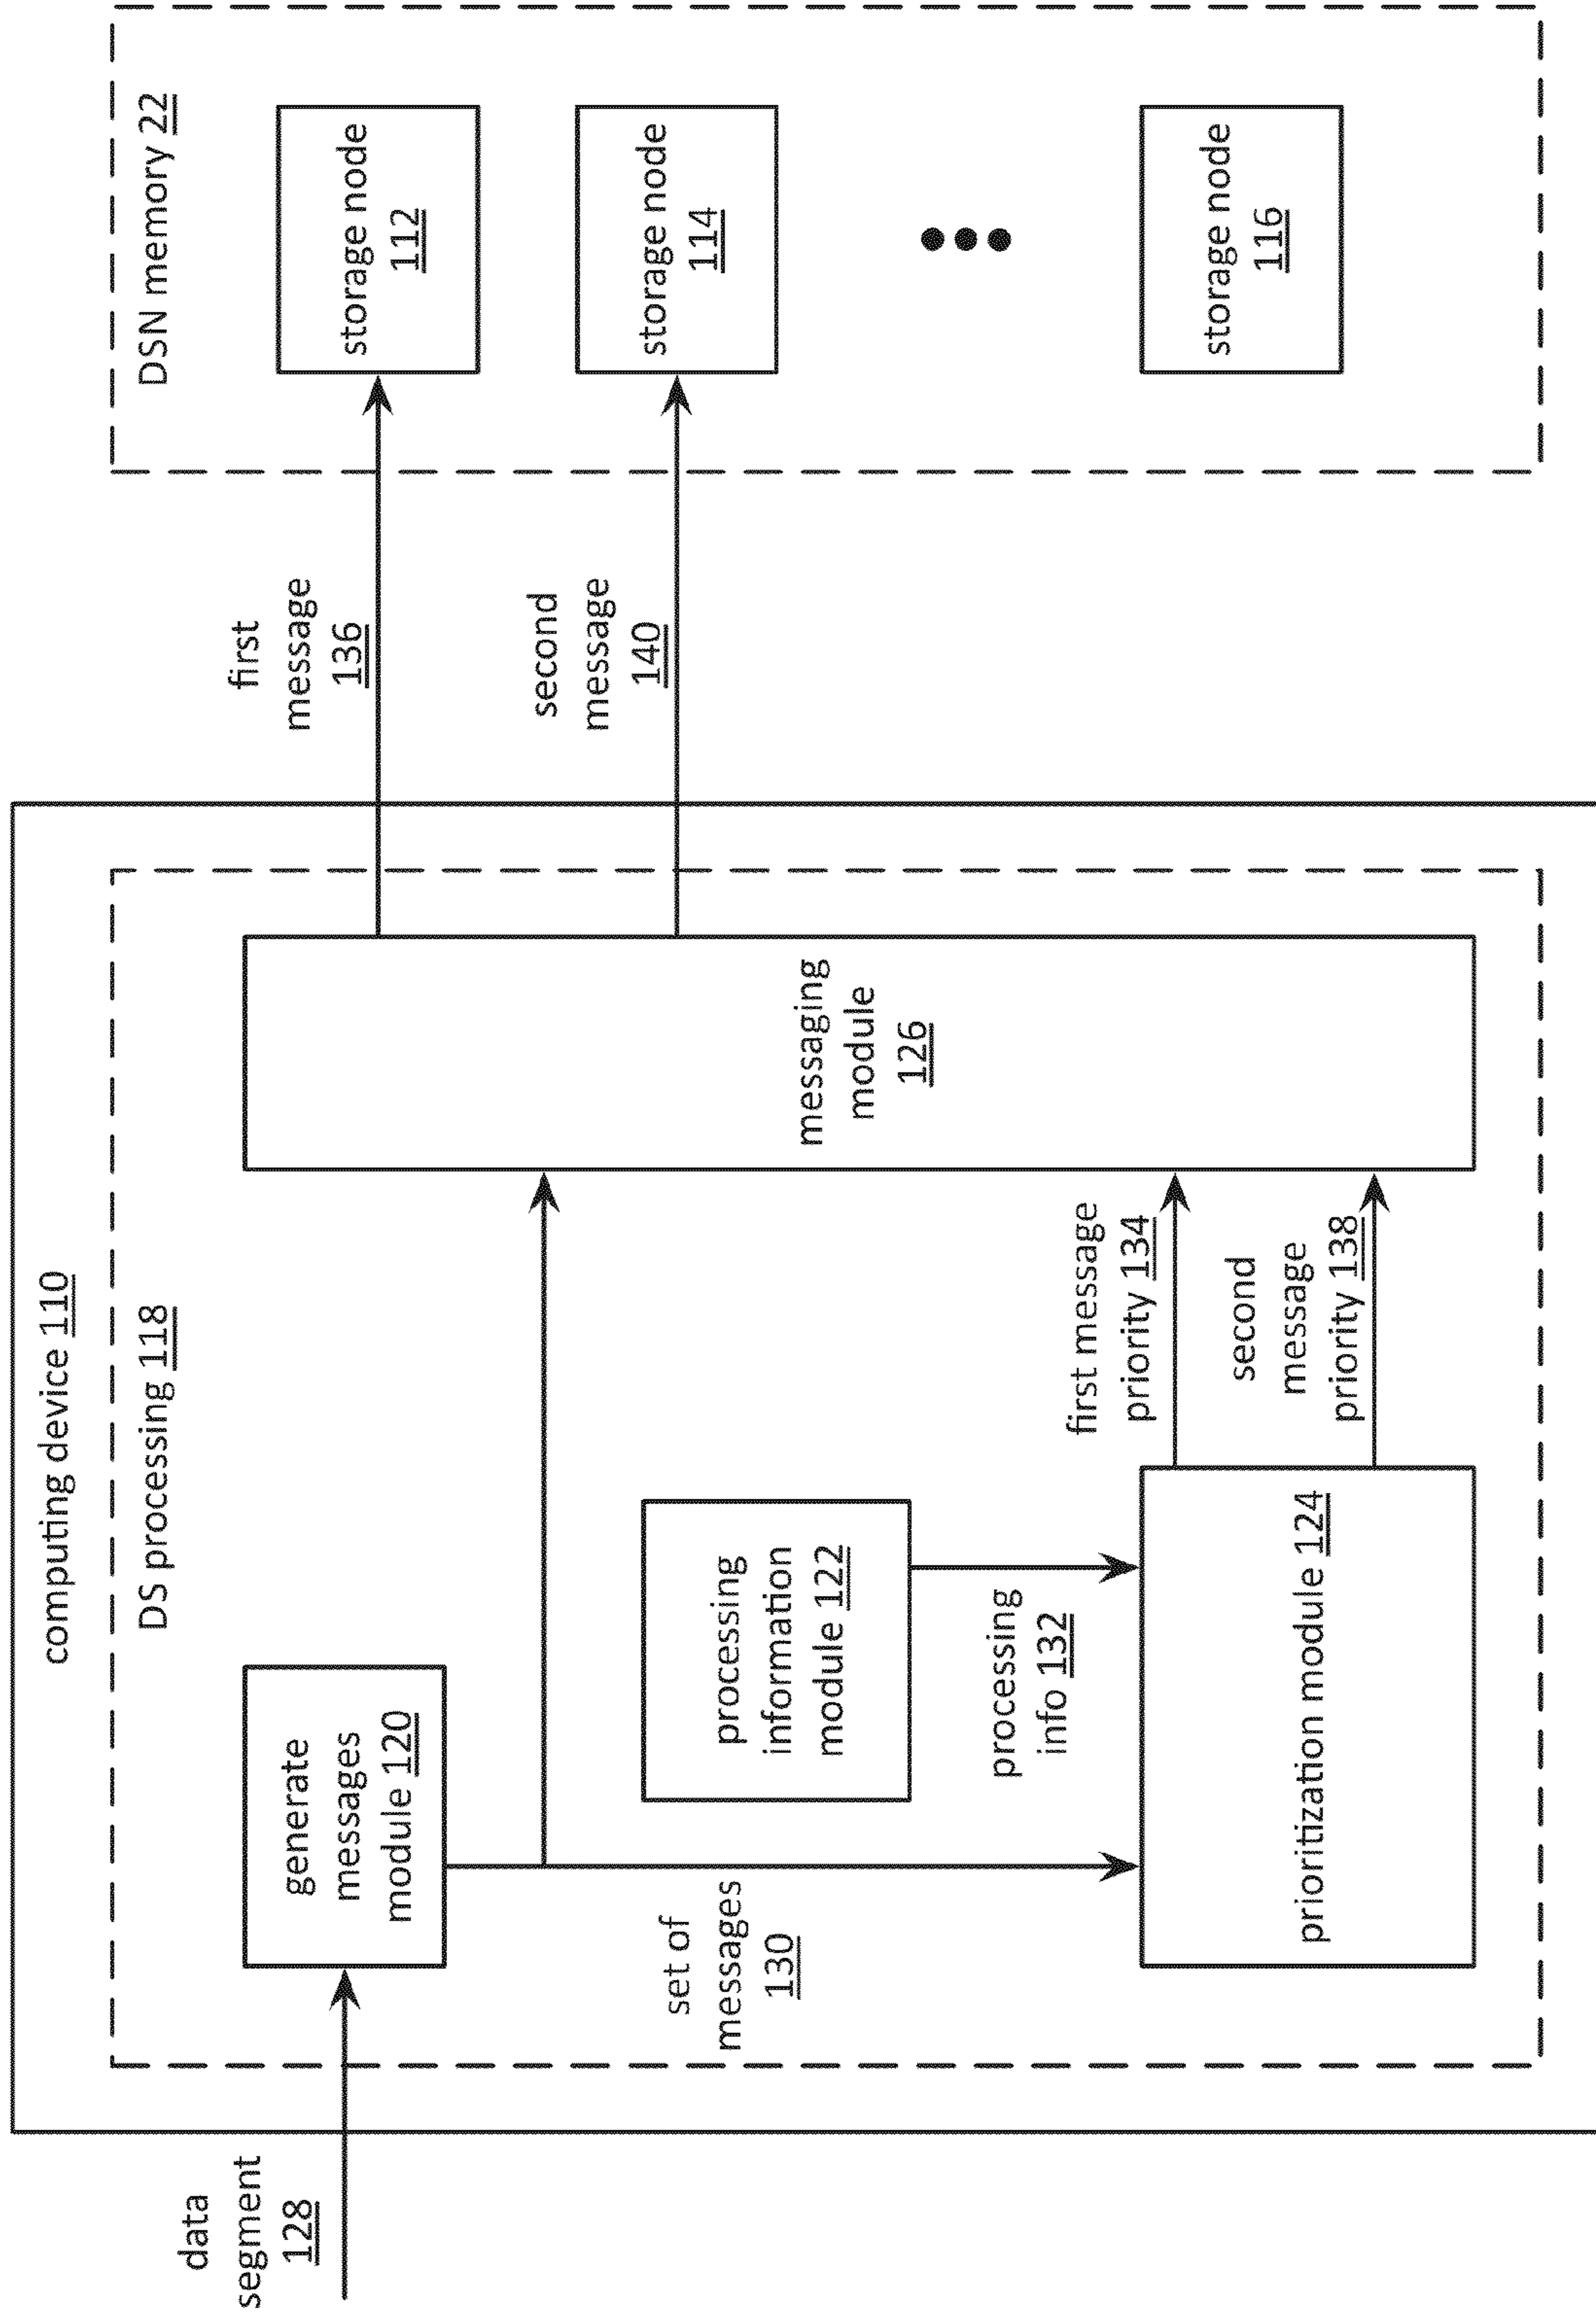 computing device 110
DS processing 118
data
segment
128
generate
messages
module 120
set of
messages
130
processing
information
module 122
processing
info 132
prioritization module 124
first message
priority 134
second
message
priority 138
messaging
module
126
first
message
136
second
message
140
DSN memory 22
storage node
112
storage node
114
storage node
116